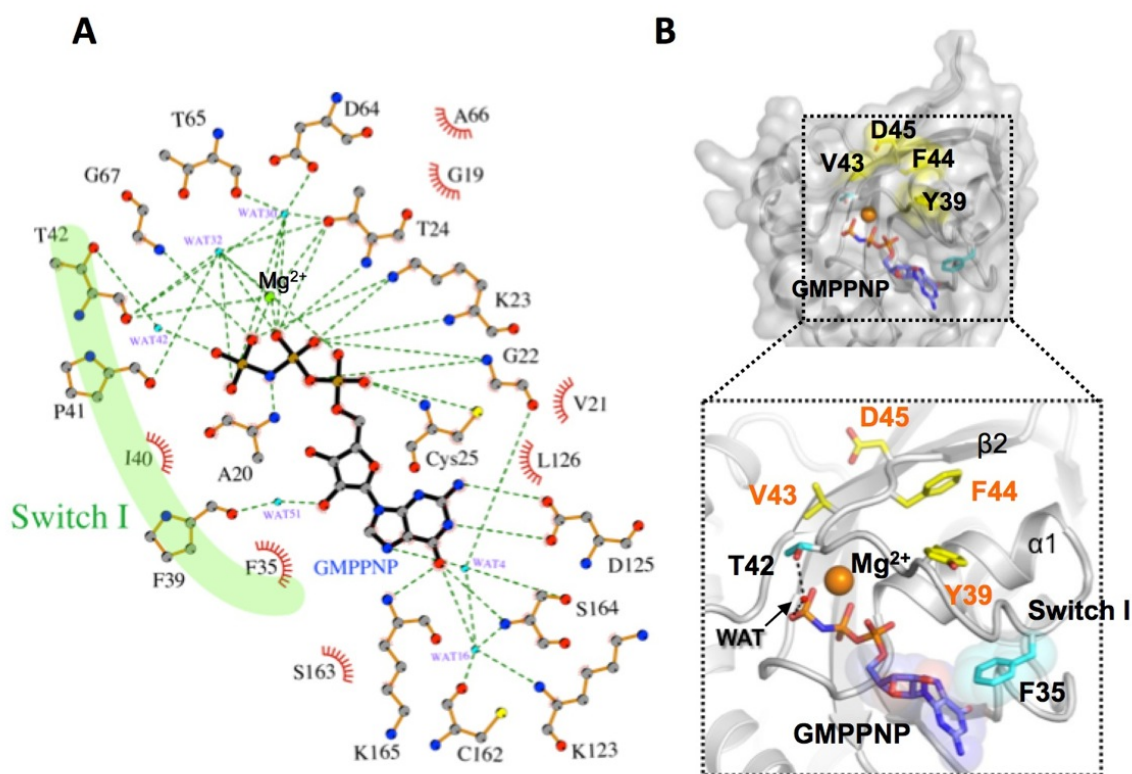 A
B
D64
T65
A66
G67
G19
WAT30
T24
T42
WAT32
Mg2+
K23
WAT42
G22
P41
V21
I40
A20
Cys25
L126
Switch I
WAT51
F39
F35
GMPPNP
WAT4
D125
S164
S163
WAT16
K165
C162
K123
D45
V43
F44
Y39
GMPPNP
D45
β2
V43
F44
T42
Mg2+
α1
Y39
Switch I
WAT
F35
GMPPNP